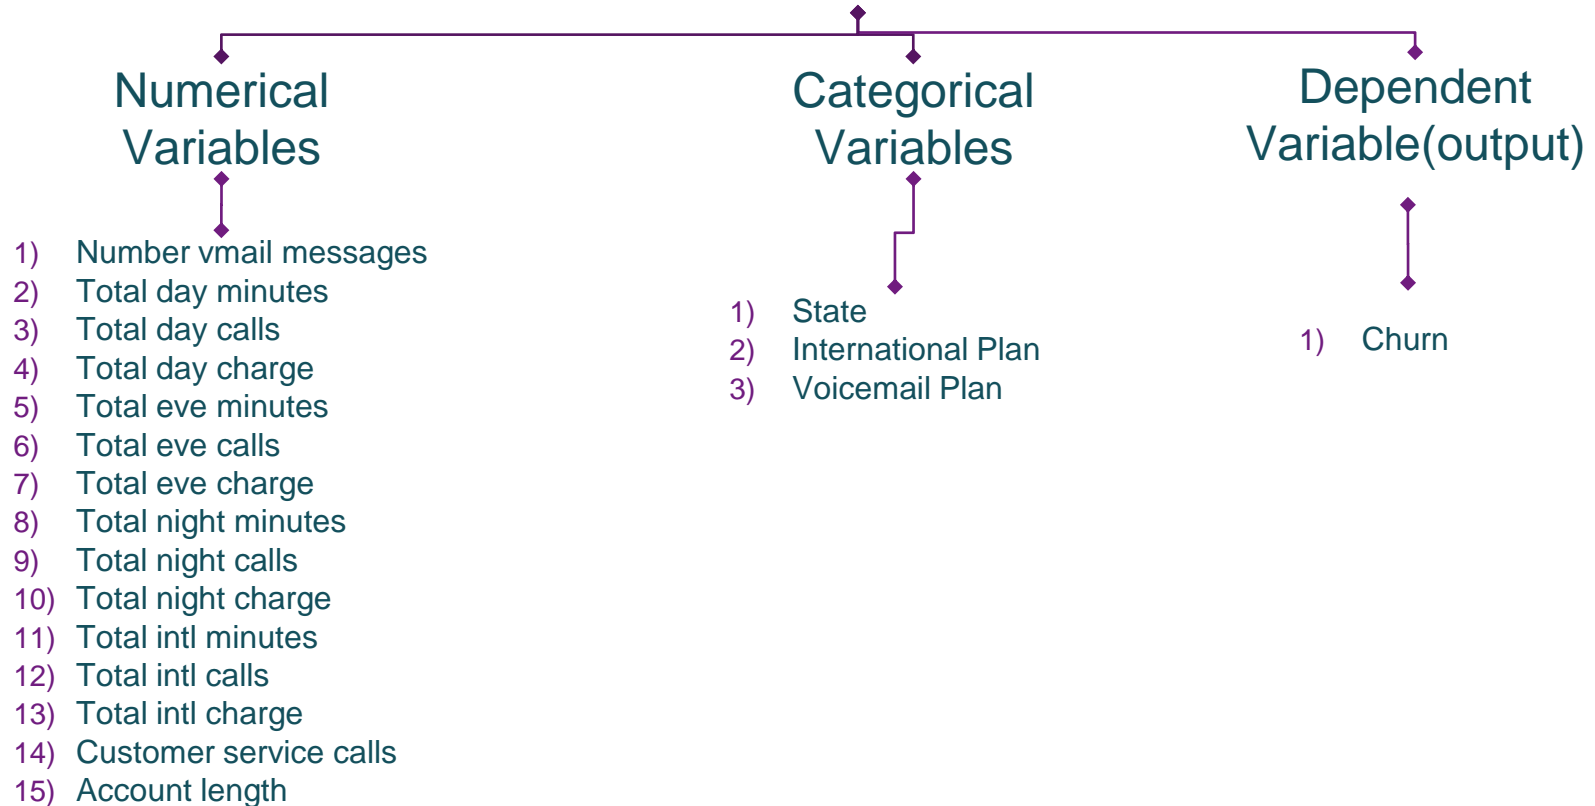 Numerical
Variables
1) Number vmail messages
2) Total day minutes
3) Total day calls
4) Total day charge
5) Total eve minutes
6) Total eve calls
7) Total eve charge
8) Total night minutes
9) Total night calls
10) Total night charge
11) Total intl minutes
12) Total intl calls
13) Total intl charge
14) Customer service calls
15) Account length
Categorical
Variables
1) State
2) International Plan
3) Voicemail Plan
Dependent
Variable(output)
1) Churn